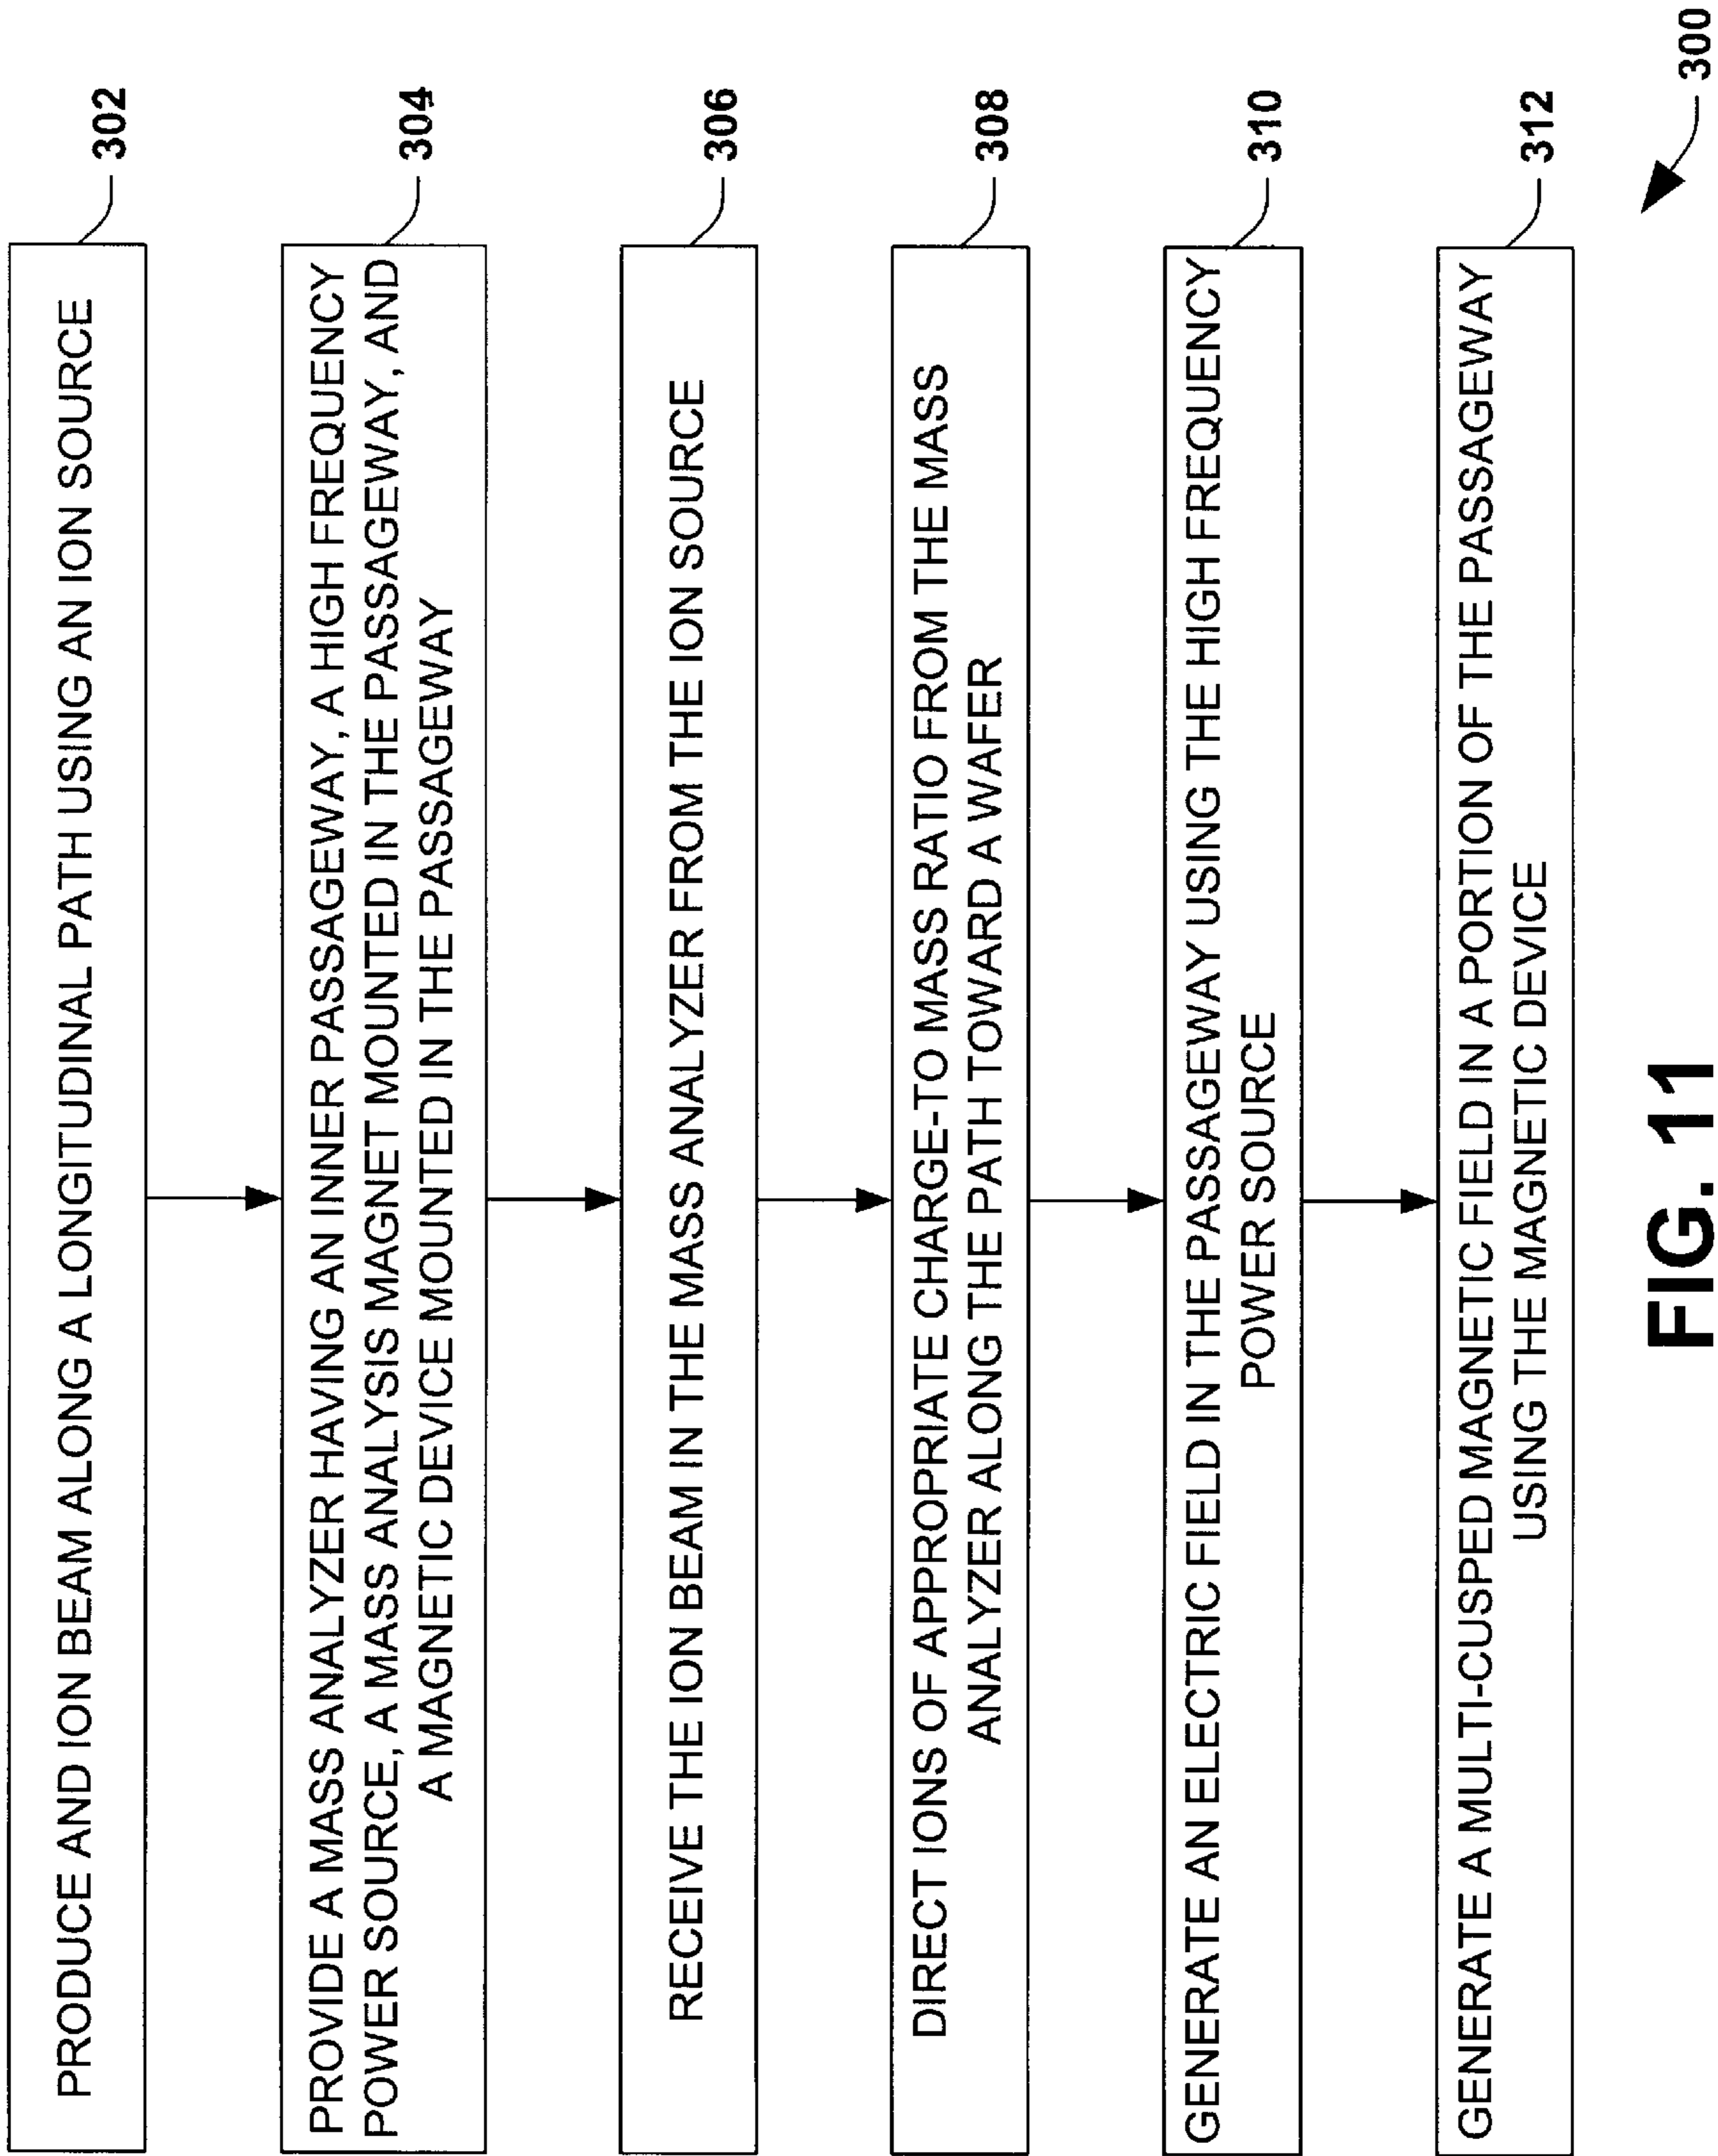 PRODUCE AND ION BEAM ALONG A LONGITUDINAL PATH USING AN ION SOURCE
302
PROVIDE A MASS ANALYZER HAVING AN INNER PASSAGEWAY, A HIGH FREQUENCY
POWER SOURCE, A MASS ANALYSIS MAGNET MOUNTED IN THE PASSAGEWAY, AND
A MAGNETIC DEVICE MOUNTED IN THE PASSAGEWAY
304
RECEIVE THE ION BEAM IN THE MASS ANALYZER FROM THE ION SOURCE
306
DIRECT IONS OF APPROPRIATE CHARGE-TO MASS RATIO FROM THE MASS
ANALYZER ALONG THE PATH TOWARD A WAFER
308
GENERATE AN ELECTRIC FIELD IN THE PASSAGEWAY USING THE HIGH FREQUENCY
POWER SOURCE
310
GENERATE A MULTI-CUSPED MAGNETIC FIELD IN A PORTION OF THE PASSAGEWAY
USING THE MAGNETIC DEVICE
312
300
FIG. 11